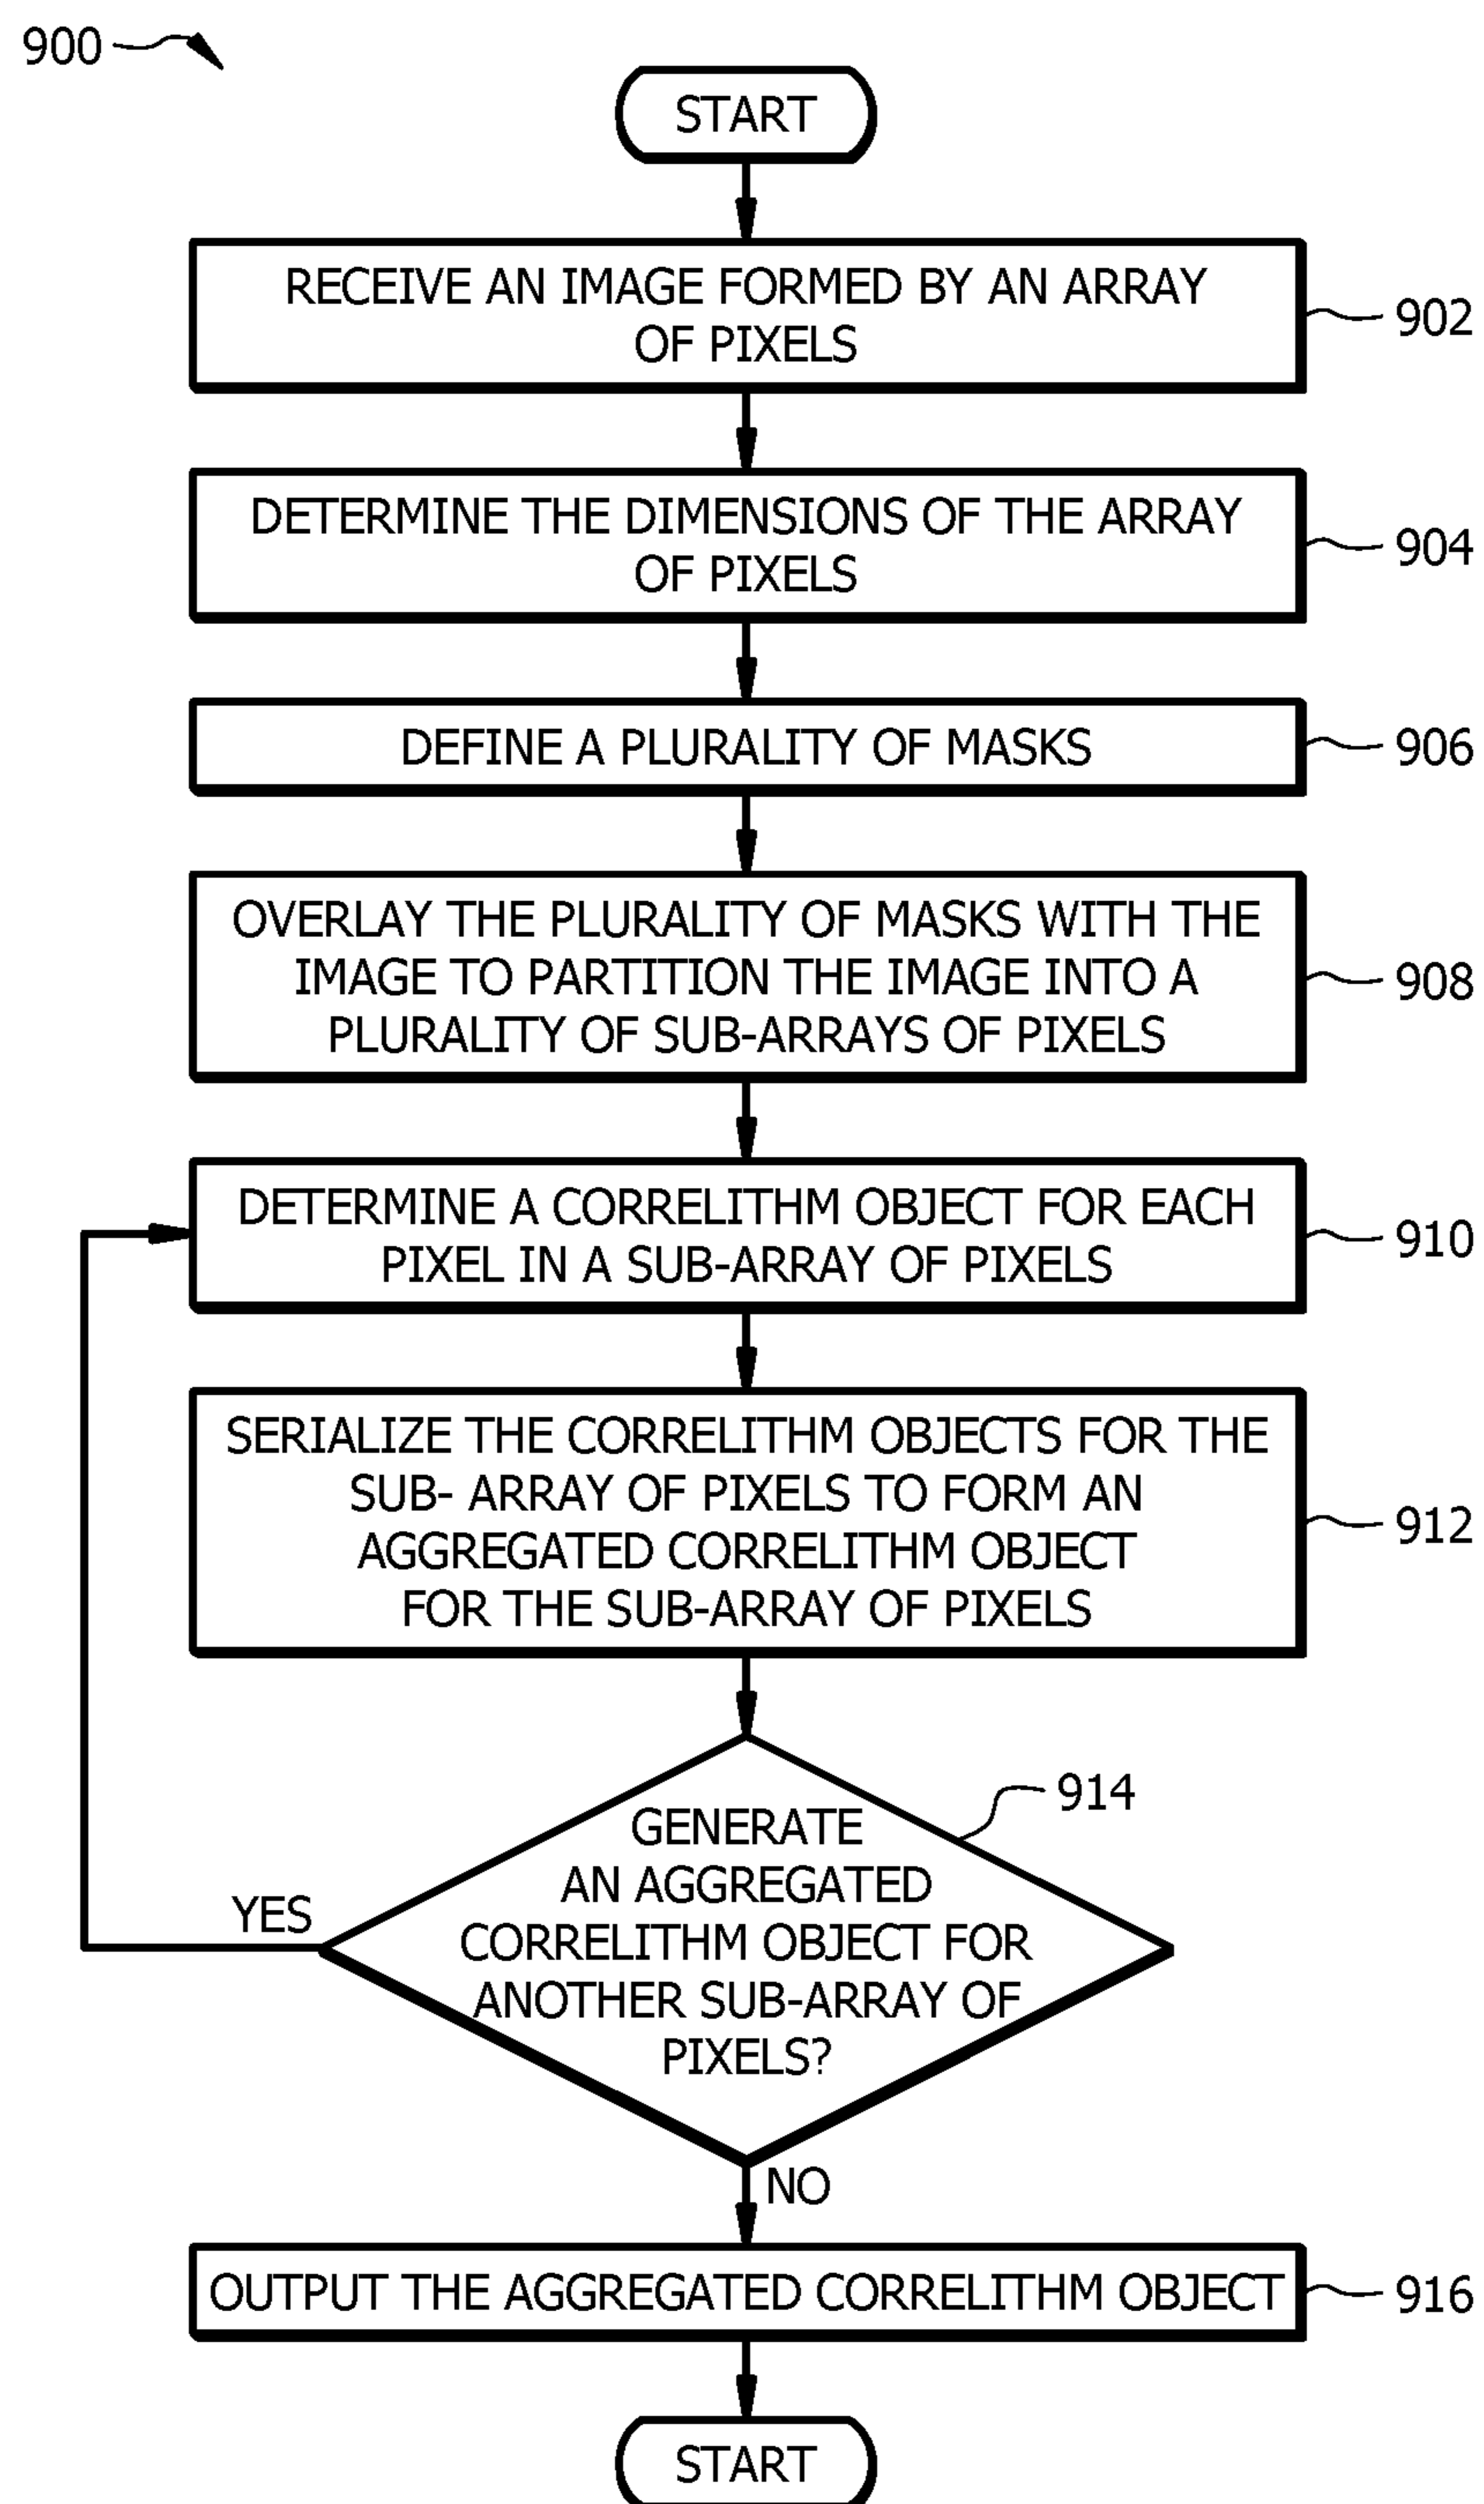 900
START
RECEIVE AN IMAGE FORMED BY AN ARRAY
OF PIXELS
902
DETERMINE THE DIMENSIONS OF THE ARRAY
OF PIXELS
904
DEFINE A PLURALITY OF MASKS
906
OVERLAY THE PLURALITY OF MASKS WITH THE
IMAGE TO PARTITION THE IMAGE INTO A
PLURALITY OF SUB-ARRAYS OF PIXELS
908
DETERMINE A CORRELITHM OBJECT FOR EACH
PIXEL IN A SUB-ARRAY OF PIXELS
910
SERIALIZE THE CORRELITHM OBJECTS FOR THE
SUB- ARRAY OF PIXELS TO FORM AN
AGGREGATED CORRELITHM OBJECT
FOR THE SUB-ARRAY OF PIXELS
912
914
GENERATE
AN AGGREGATED
CORRELITHM OBJECT FOR
ANOTHER SUB-ARRAY OF
PIXELS?
YES
NO
OUTPUT THE AGGREGATED CORRELITHM OBJECT
916
START